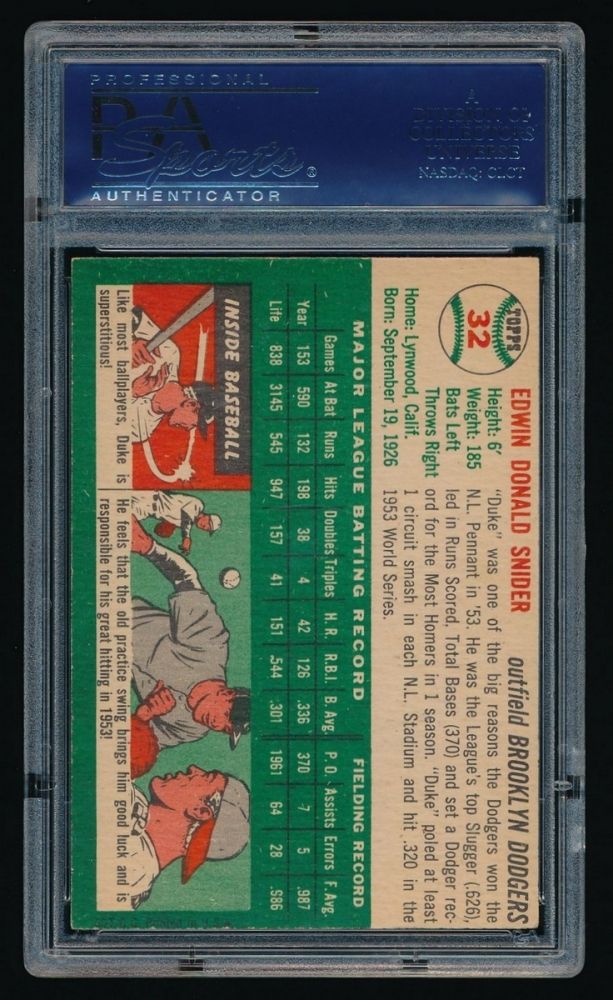 PROFESSIONAL
PSA
Sports ®
AUTHENTICATOR
A
DIVISION OF
COLLECTORS
UNIVERSE
NASDAQ: CLCT
TOPPS
32
EDWIN DONALD SNIDER
outfield BROOKLYN DODGERS
Height: 6'
Weight: 185
Bats Left
Throws Right
Home: Lynwood, Calif.
Born: September 19, 1926
"Duke" was one of the big reasons the Dodgers won the
N.L. Pennant in '53. He was the League's top Slugger (.626),
led in Runs Scored, Total Bases (370) and set a Dodger rec-
ord for the Most Homers in 1 season. "Duke" poled at least
1 circuit smash in each N.L. Stadium and hit .320 in the
1953 World Series.
MAJOR LEAGUE BATTING RECORD FIELDING RECORD
Games At Bat Runs Hits Doubles Triples H. R. R.B.I. B. Avg. P. O. Assists Errors F. Avg.
Year 153 590 132 198 38 4 42 126 .336 370 7 5 .987
Life 838 3145 545 947 157 41 151 .544 .301 1961 64 28 .986
INSIDE BASEBALL
Like most ballplayers, Duke is
superstitious!
He feels that the old practice swing brings him good luck and is
responsible for his great hitting in 1953!